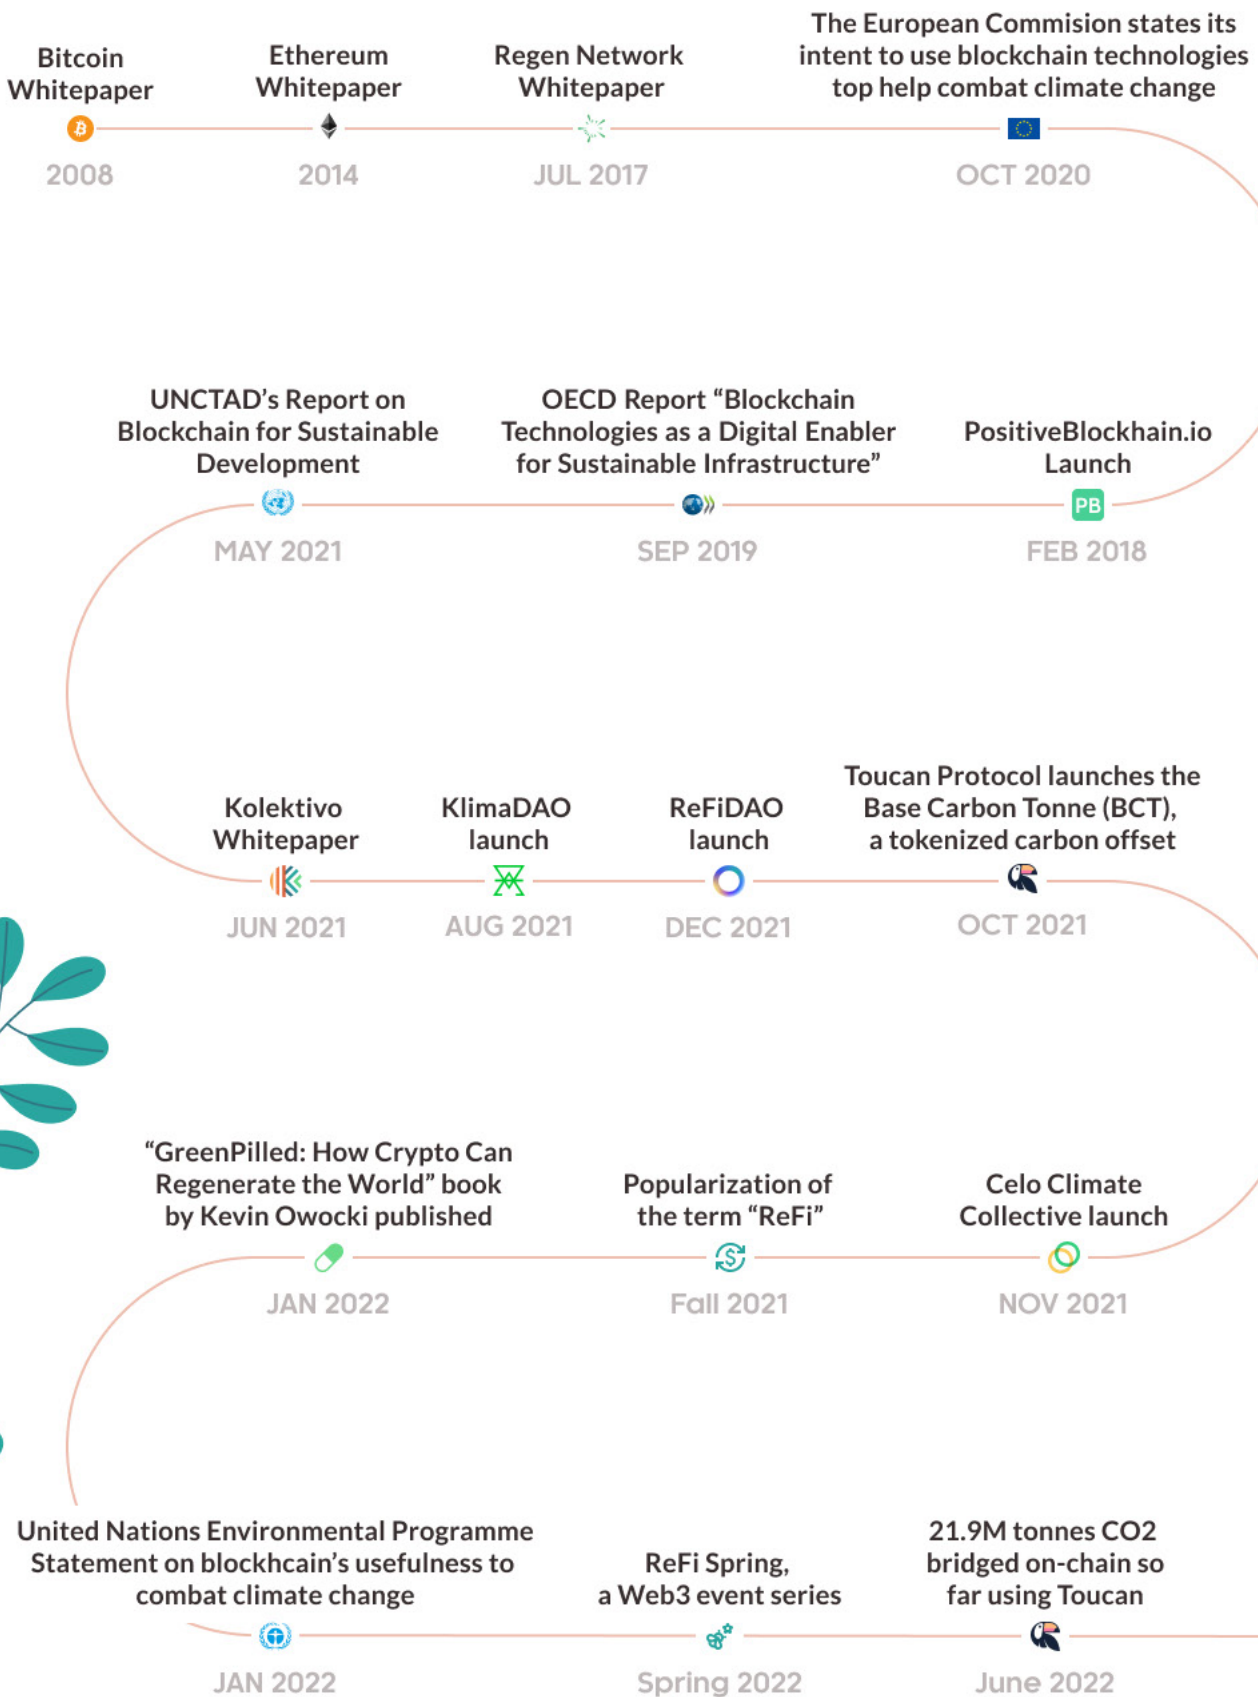 Bitcoin
Whitepaper
2008
Ethereum
Whitepaper
2014
Regen Network
Whitepaper
JUL 2017
The European Commision states its
intent to use blockchain technologies
top help combat climate change
OCT 2020
UNCTAD’s Report on
Blockchain for Sustainable
Development
MAY 2021
OECD Report “Blockchain
Technologies as a Digital Enabler
for Sustainable Infrastructure”
SEP 2019
PositiveBlockhain.io
Launch
PB
FEB 2018
Kolektivo
Whitepaper
JUN 2021
KlimaDAO
launch
AUG 2021
ReFiDAO
launch
DEC 2021
Toucan Protocol launches the
Base Carbon Tonne (BCT),
a tokenized carbon offset
OCT 2021
“GreenPilled: How Crypto Can
Regenerate the World” book
by Kevin Owocki published
JAN 2022
Popularization of
the term “ReFi”
Fall 2021
Celo Climate
Collective launch
NOV 2021
United Nations Environmental Programme
Statement on blockhcain’s usefulness to
combat climate change
JAN 2022
ReFi Spring,
a Web3 event series
Spring 2022
21.9M tonnes CO2
bridged on-chain so
far using Toucan
June 2022